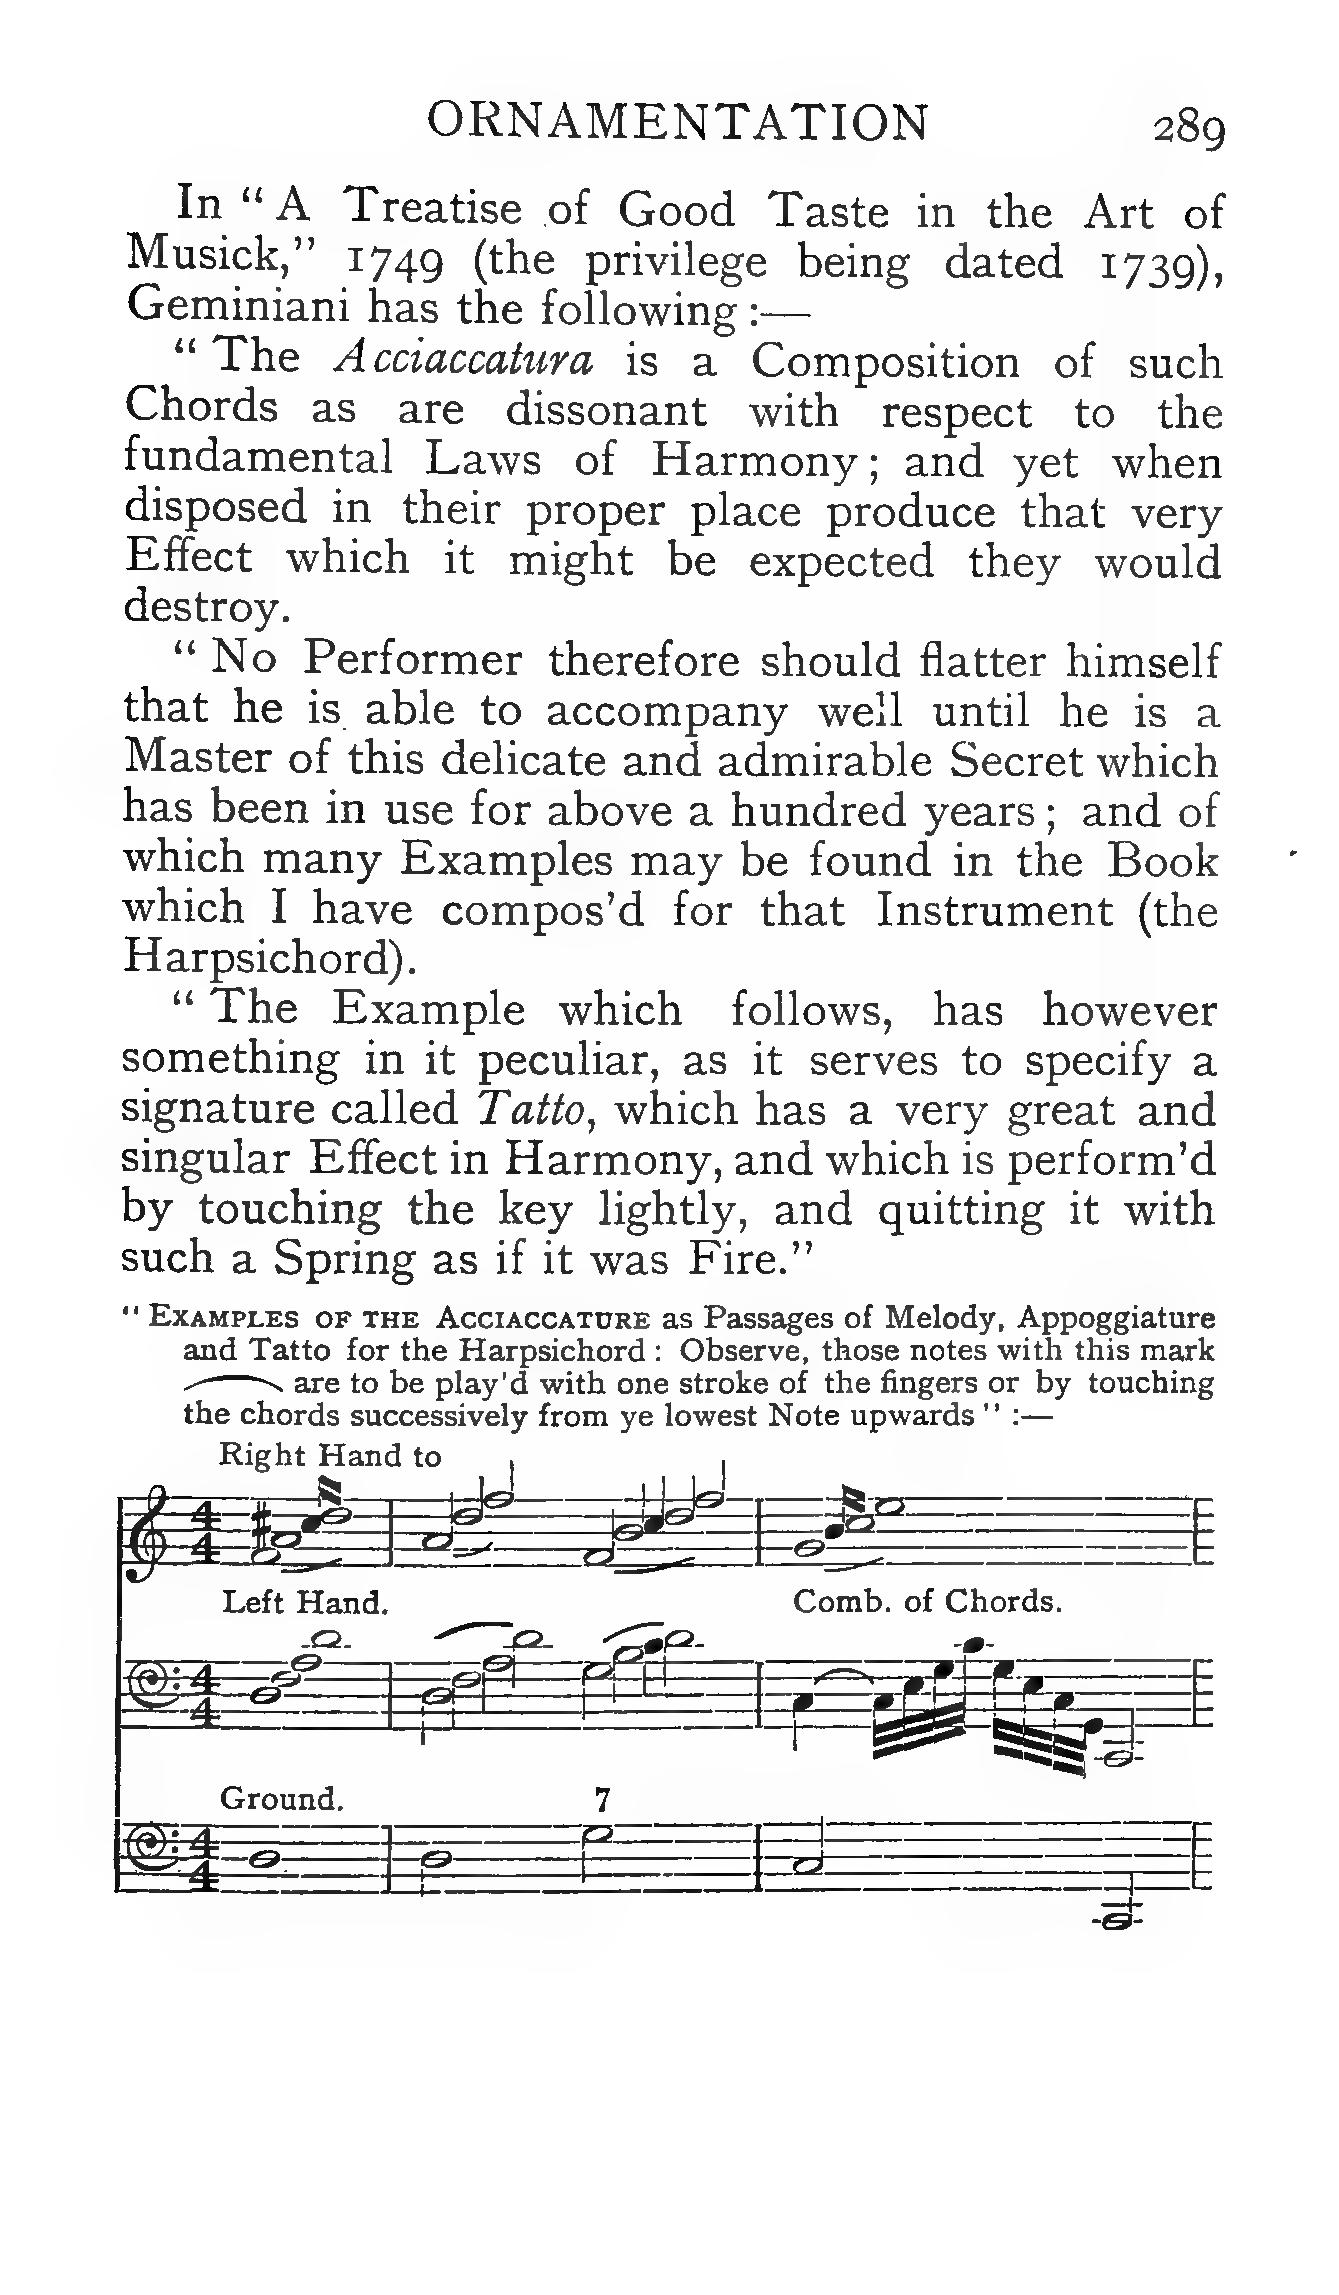 ORNAMENTATION 289
In “ A Treatise of Good Taste in the Art of
Musick,” 1749 (the privilege being dated 1739),
Geminiani has the following :—
“ The Acciaccatura is a Composition of such
Chords as are dissonant with respect to the
fundamental Laws of Harmony ; and yet when
disposed in their proper place produce that very
Effect which it might be expected they would
destroy.
“ No Performer therefore should flatter himself
that he is able to accompany well until he is a
Master of this delicate and admirable Secret which
has been in use for above a hundred years ; and of
which many Examples may be found in the Book
which I have compos’d for that Instrument (the
Harpsichord).
“ The Example which follows, has however
something in it peculiar, as it serves to specify a
signature called Tatto, which has a very great and
singular Effect in Harmony, and which is perform’d
by touching the key lightly, and quitting it with
such a Spring as if it was Fire.”
“ EXAMPLES OF THE ACCIACCATURE as Passages of Melody, Appoggiature
and Tatto for the Harpsichord : Observe, those notes with this mark
are to be play’d with one stroke of the fingers or by touching
the chords successively from ye lowest Note upwards ” :—
Right Hand to
4
4
Left Hand. Comb. of Chords.
4
4
Ground. 7
4
4